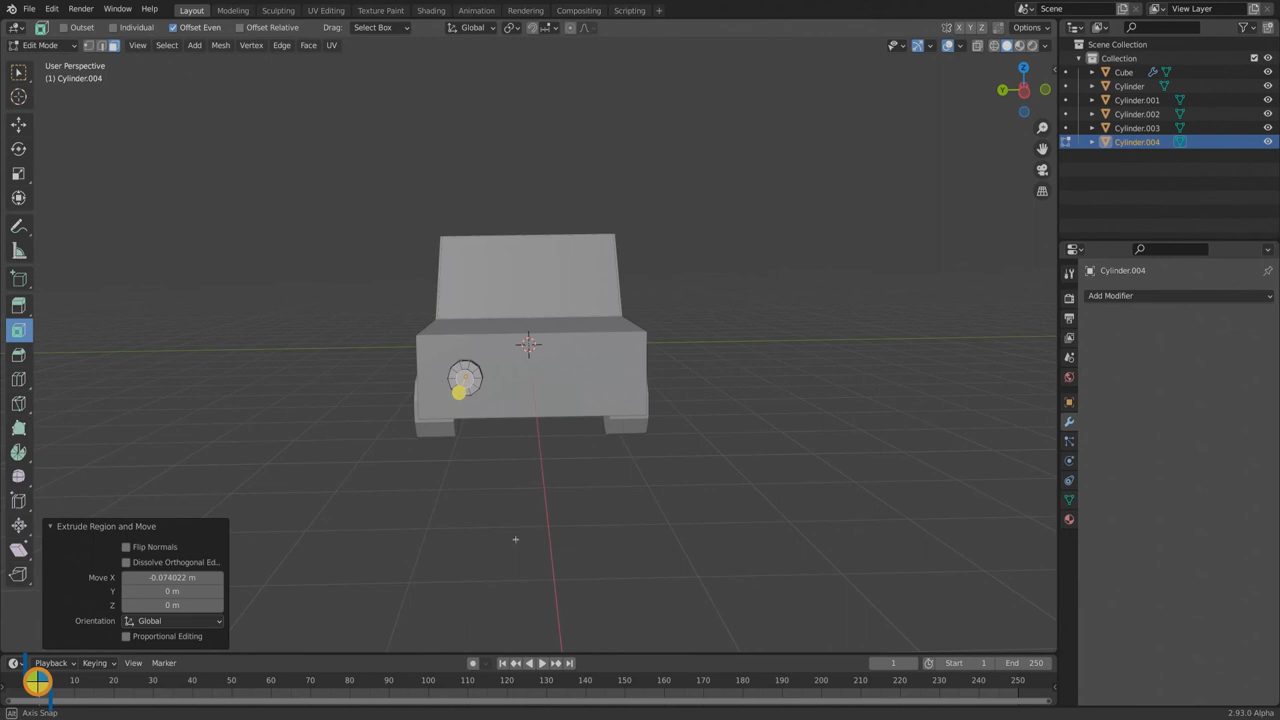 File Edit Render Window Help Layout Modeling Sculpting UV Editing Texture Paint Shading Animation Rendering Compositing Scripting + Scene View Layer
Outset Individual Offset Even Offset Relative Drag: Select Box Global X Y Z Options
Edit Mode View Select Add Mesh Vertex Edge Face UV
User Perspective
(1) Cylinder.004
Z
Y
Scene Collection
Collection
Cube
Cylinder
Cylinder.001
Cylinder.002
Cylinder.003
Cylinder.004
Cylinder.004
Add Modifier
Extrude Region and Move
Flip Normals
Dissolve Orthogonal Ed...
Move X -0.074022 m
Y 0 m
Z 0 m
Orientation Global
Proportional Editing
Playback Keying View Marker 1 Start 1 End 250
10 20 30 40 50 60 70 80 90 100 110 120 130 140 150 160 170 180 190 200 210 220 230 240 250
Alt Axis Snap 2.93.0 Alpha